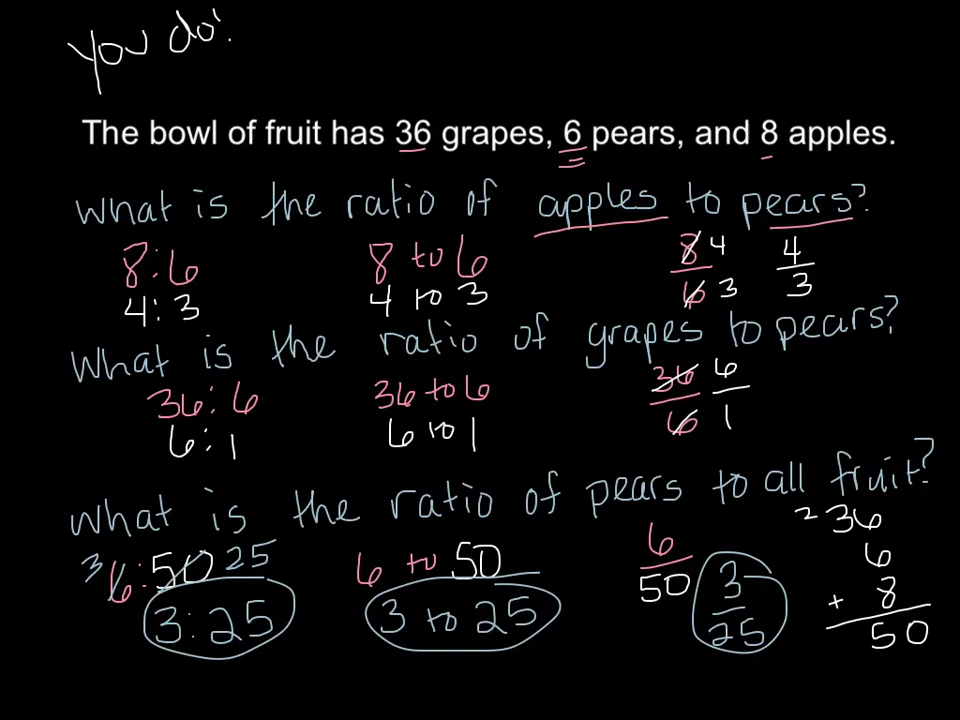 you do!
The bowl of fruit has 36 grapes, 6 pears, and 8 apples.
What is the ratio of apples to pears?
8:6 8 to 6 8/6 4/3 4/3
4:3 4 to 3
What is the ratio of grapes to pears?
36:6 36 to 6 36/6 6/1
6:1 6 to 1
What is the ratio of pears to all fruit?
3 6:50 25 6 to 50 6/50 3/25
3:25 3 to 25
2 36
6
+ 8
50